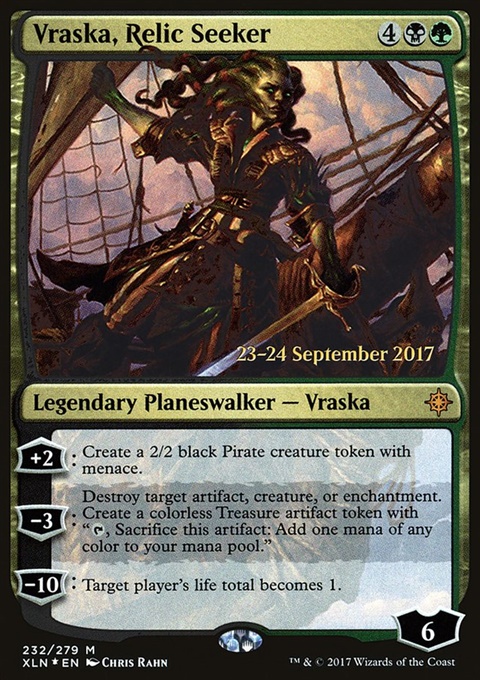 Vraska, Relic Seeker 4
23–24 September 2017
Legendary Planeswalker — Vraska
+2 : Create a 2/2 black Pirate creature token with
menace.
Destroy target artifact, creature, or enchantment.
−3 : Create a colorless Treasure artifact token with
“, Sacrifice this artifact: Add one mana of any
color to your mana pool.”
−10 : Target player’s life total becomes 1.
6
232/279 M
XLN EN Chris Rahn
™ & © 2017 Wizards of the Coast